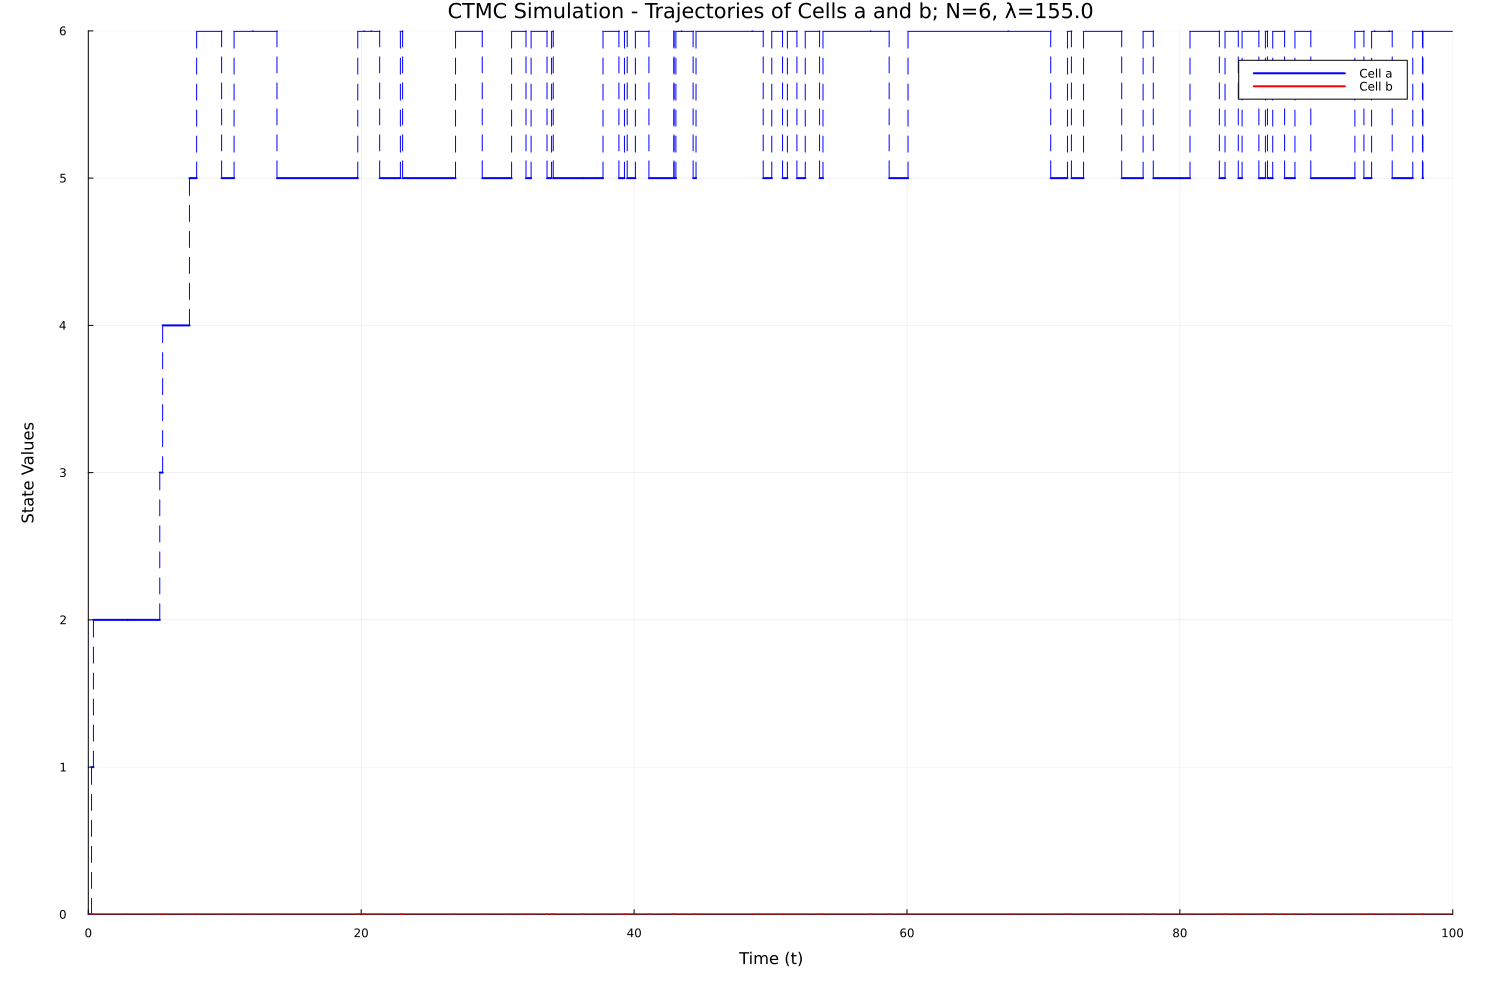 CTMC Simulation - Trajectories of Cells a and b; N=6, λ=155.0
6
Cell a
Cell b
5
4
State Values
3
2
1
0
0 20 40 60 80 100
Time (t)